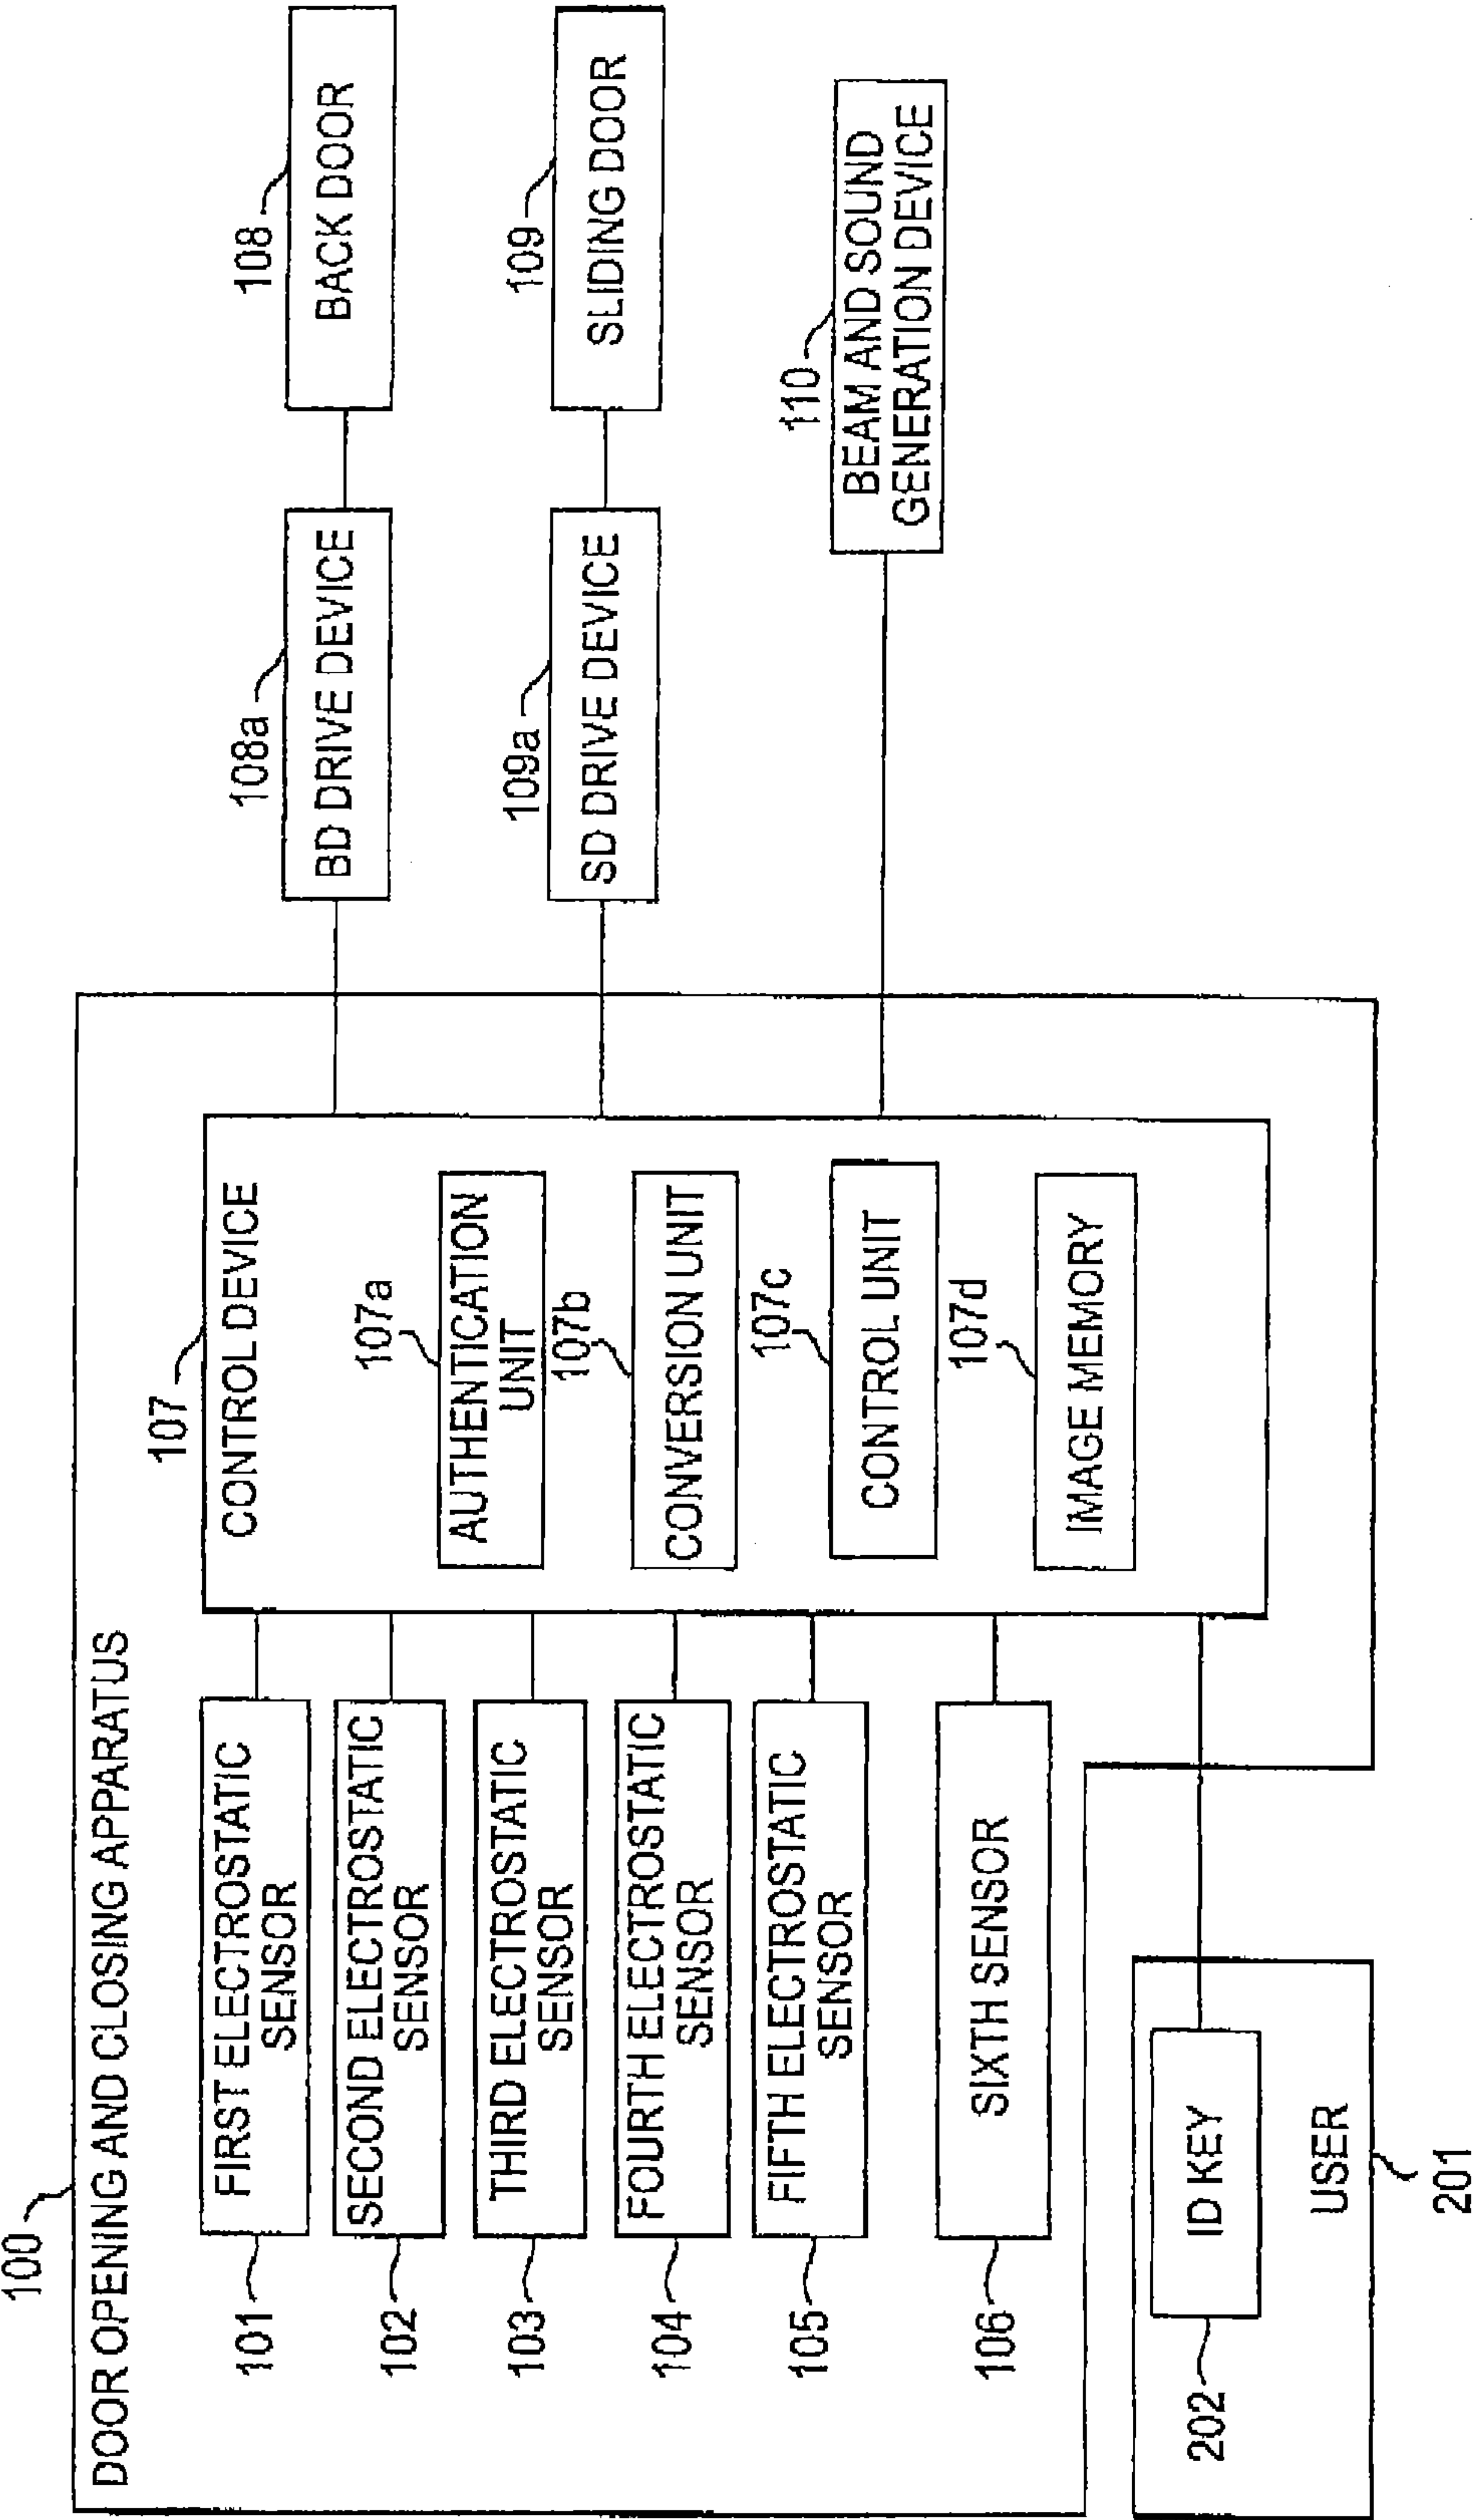 100
DOOR OPENING AND CLOSING APPARATUS
101
FIRST ELECTROSTATIC
SENSOR
102
SECOND ELECTROSTATIC
SENSOR
103
THIRD ELECTROSTATIC
SENSOR
104
FOURTH ELECTROSTATIC
SENSOR
105
FIFTH ELECTROSTATIC
SENSOR
106
SIXTH SENSOR
107
CONTROL DEVICE
107a
AUTHENTICATION
UNIT
107b
CONVERSION UNIT
107c
CONTROL UNIT
107d
IMAGE MEMORY
108a
BD DRIVE DEVICE
108
BACK DOOR
109a
SD DRIVE DEVICE
109
SLIDING DOOR
110
BEAM AND SOUND
GENERATION DEVICE
202
ID KEY
USER
201